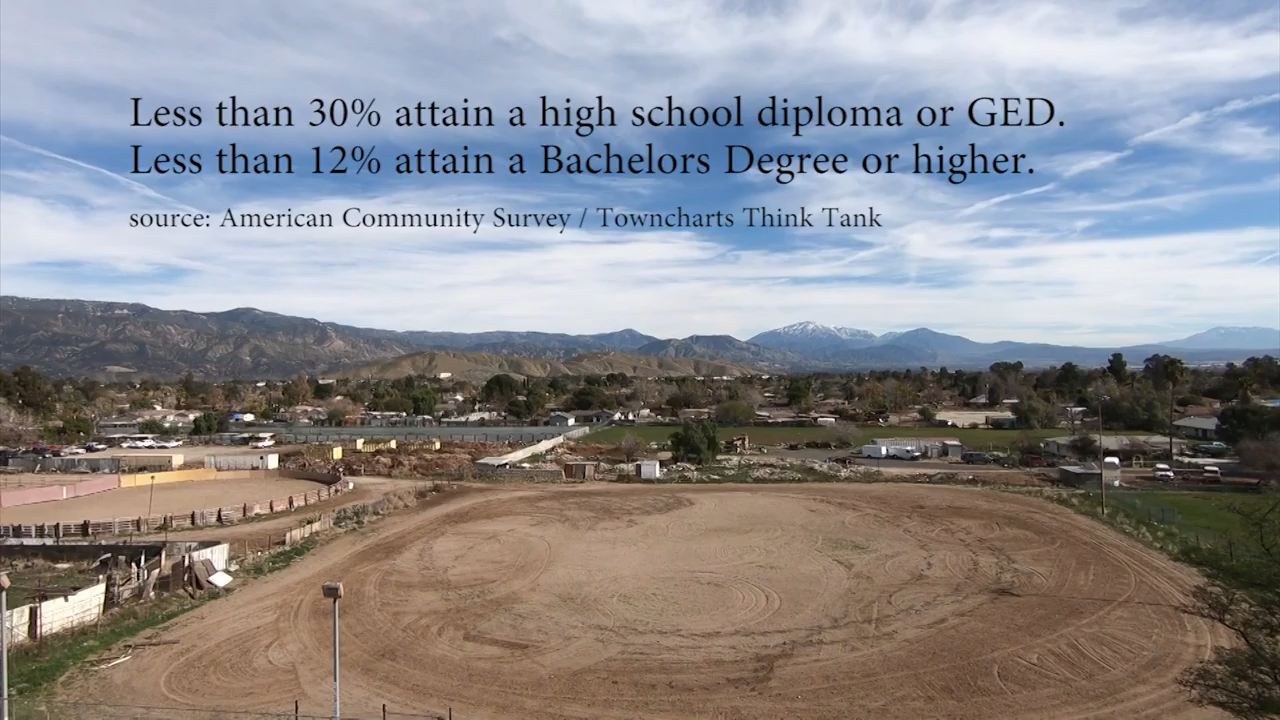 Less than 30% attain a high school diploma or GED.
Less than 12% attain a Bachelors Degree or higher.
source: American Community Survey / Towncharts Think Tank